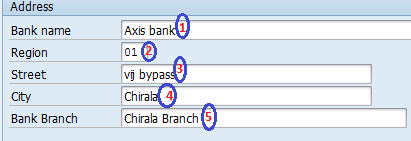 Address
Bank name Axis bank 1
Region 01 2
Street vij bypass 3
City Chirala 4
Bank Branch Chirala Branch 5